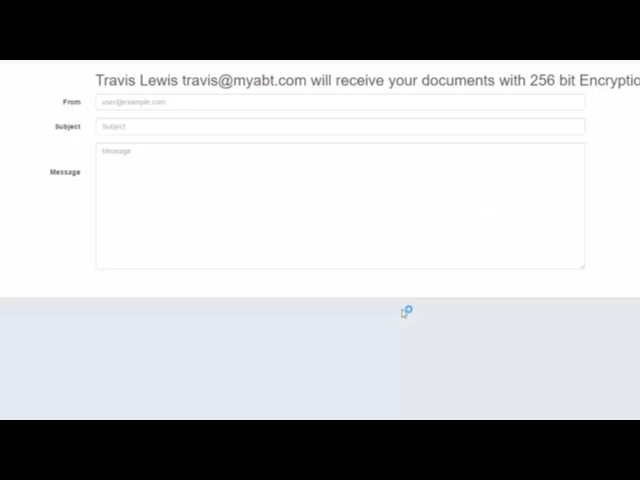 Travis Lewis travis@myabt.com will receive your documents with 256 bit Encryptio
From user@example.com
Subject Subject
Message
Message